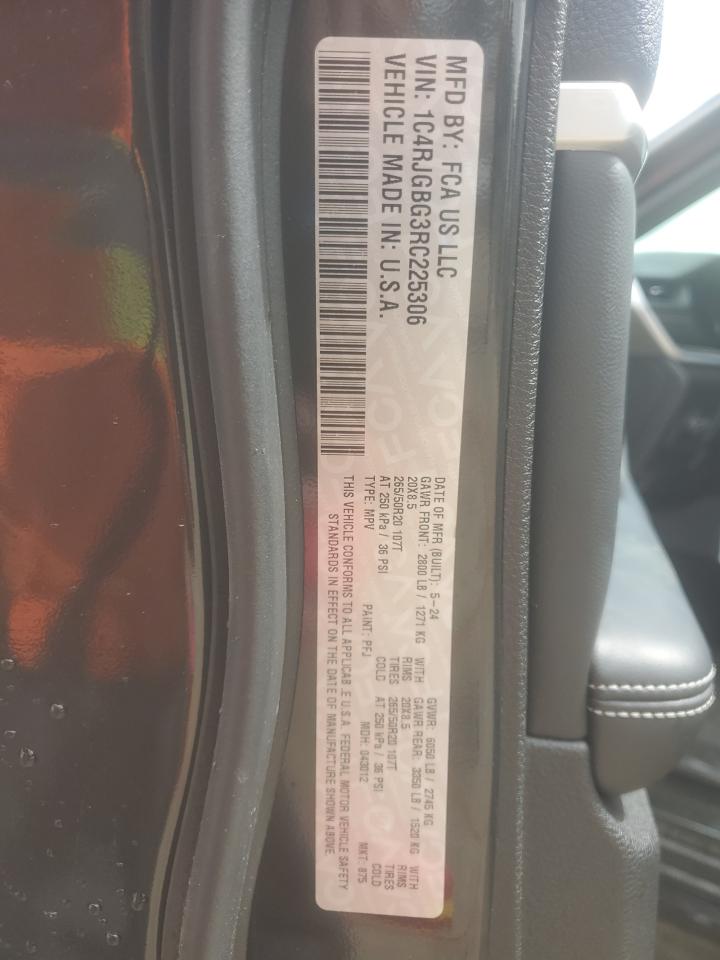 MFD BY: FCA US LLC
VIN: 1C4RJGBG3RC225306
VEHICLE MADE IN: U.S.A.
DATE OF MFR (BUILT): 5-24 GVWR: 6050 LB / 2745 KG
GAWR FRONT: 2800 LB / 1271 KG WITH GAWR REAR: 3350 LB / 1520 KG WITH
20X8.5 RIMS 20X8.5 RIMS
265/50R20 107T TIRES 265/50R20 107T TIRES
AT 250 kPa / 36 PSI COLD AT 250 kPa / 36 PSI COLD
TYPE: MPV PAINT: PFJ MDH: 043012 MKT: 875
THIS VEHICLE CONFORMS TO ALL APPLICAB E U.S.A. FEDERAL MOTOR VEHICLE SAFETY
STANDARDS IN EFFECT ON THE DATE OF MANUFACTURE SHOWN ABOVE.